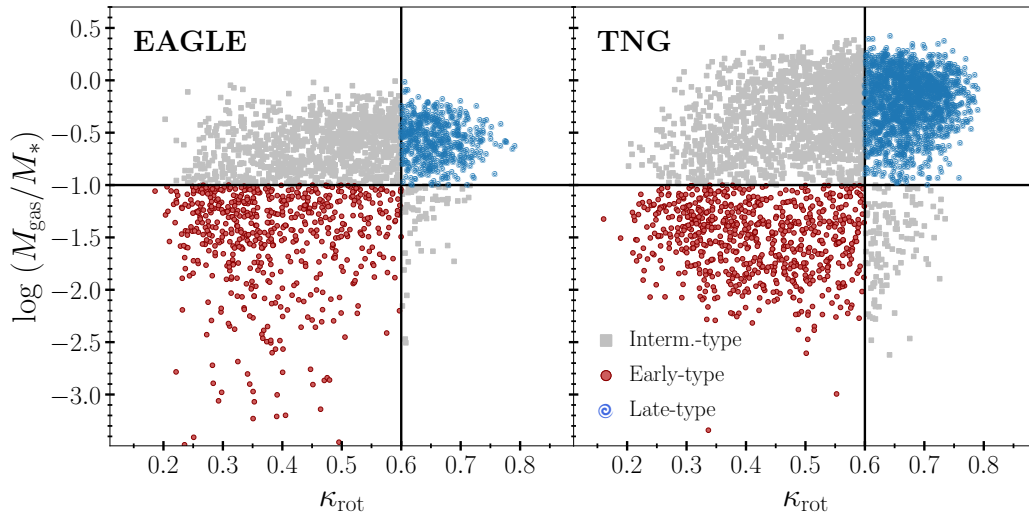 EAGLE
TNG
0.5
0.0
−0.5
−1.0
−1.5
−2.0
−2.5
−3.0
log (M_gas/M_*)
Interm.-type
Early-type
Late-type
0.2 0.3 0.4 0.5 0.6 0.7 0.8
0.2 0.3 0.4 0.5 0.6 0.7 0.8
κ_rot
κ_rot